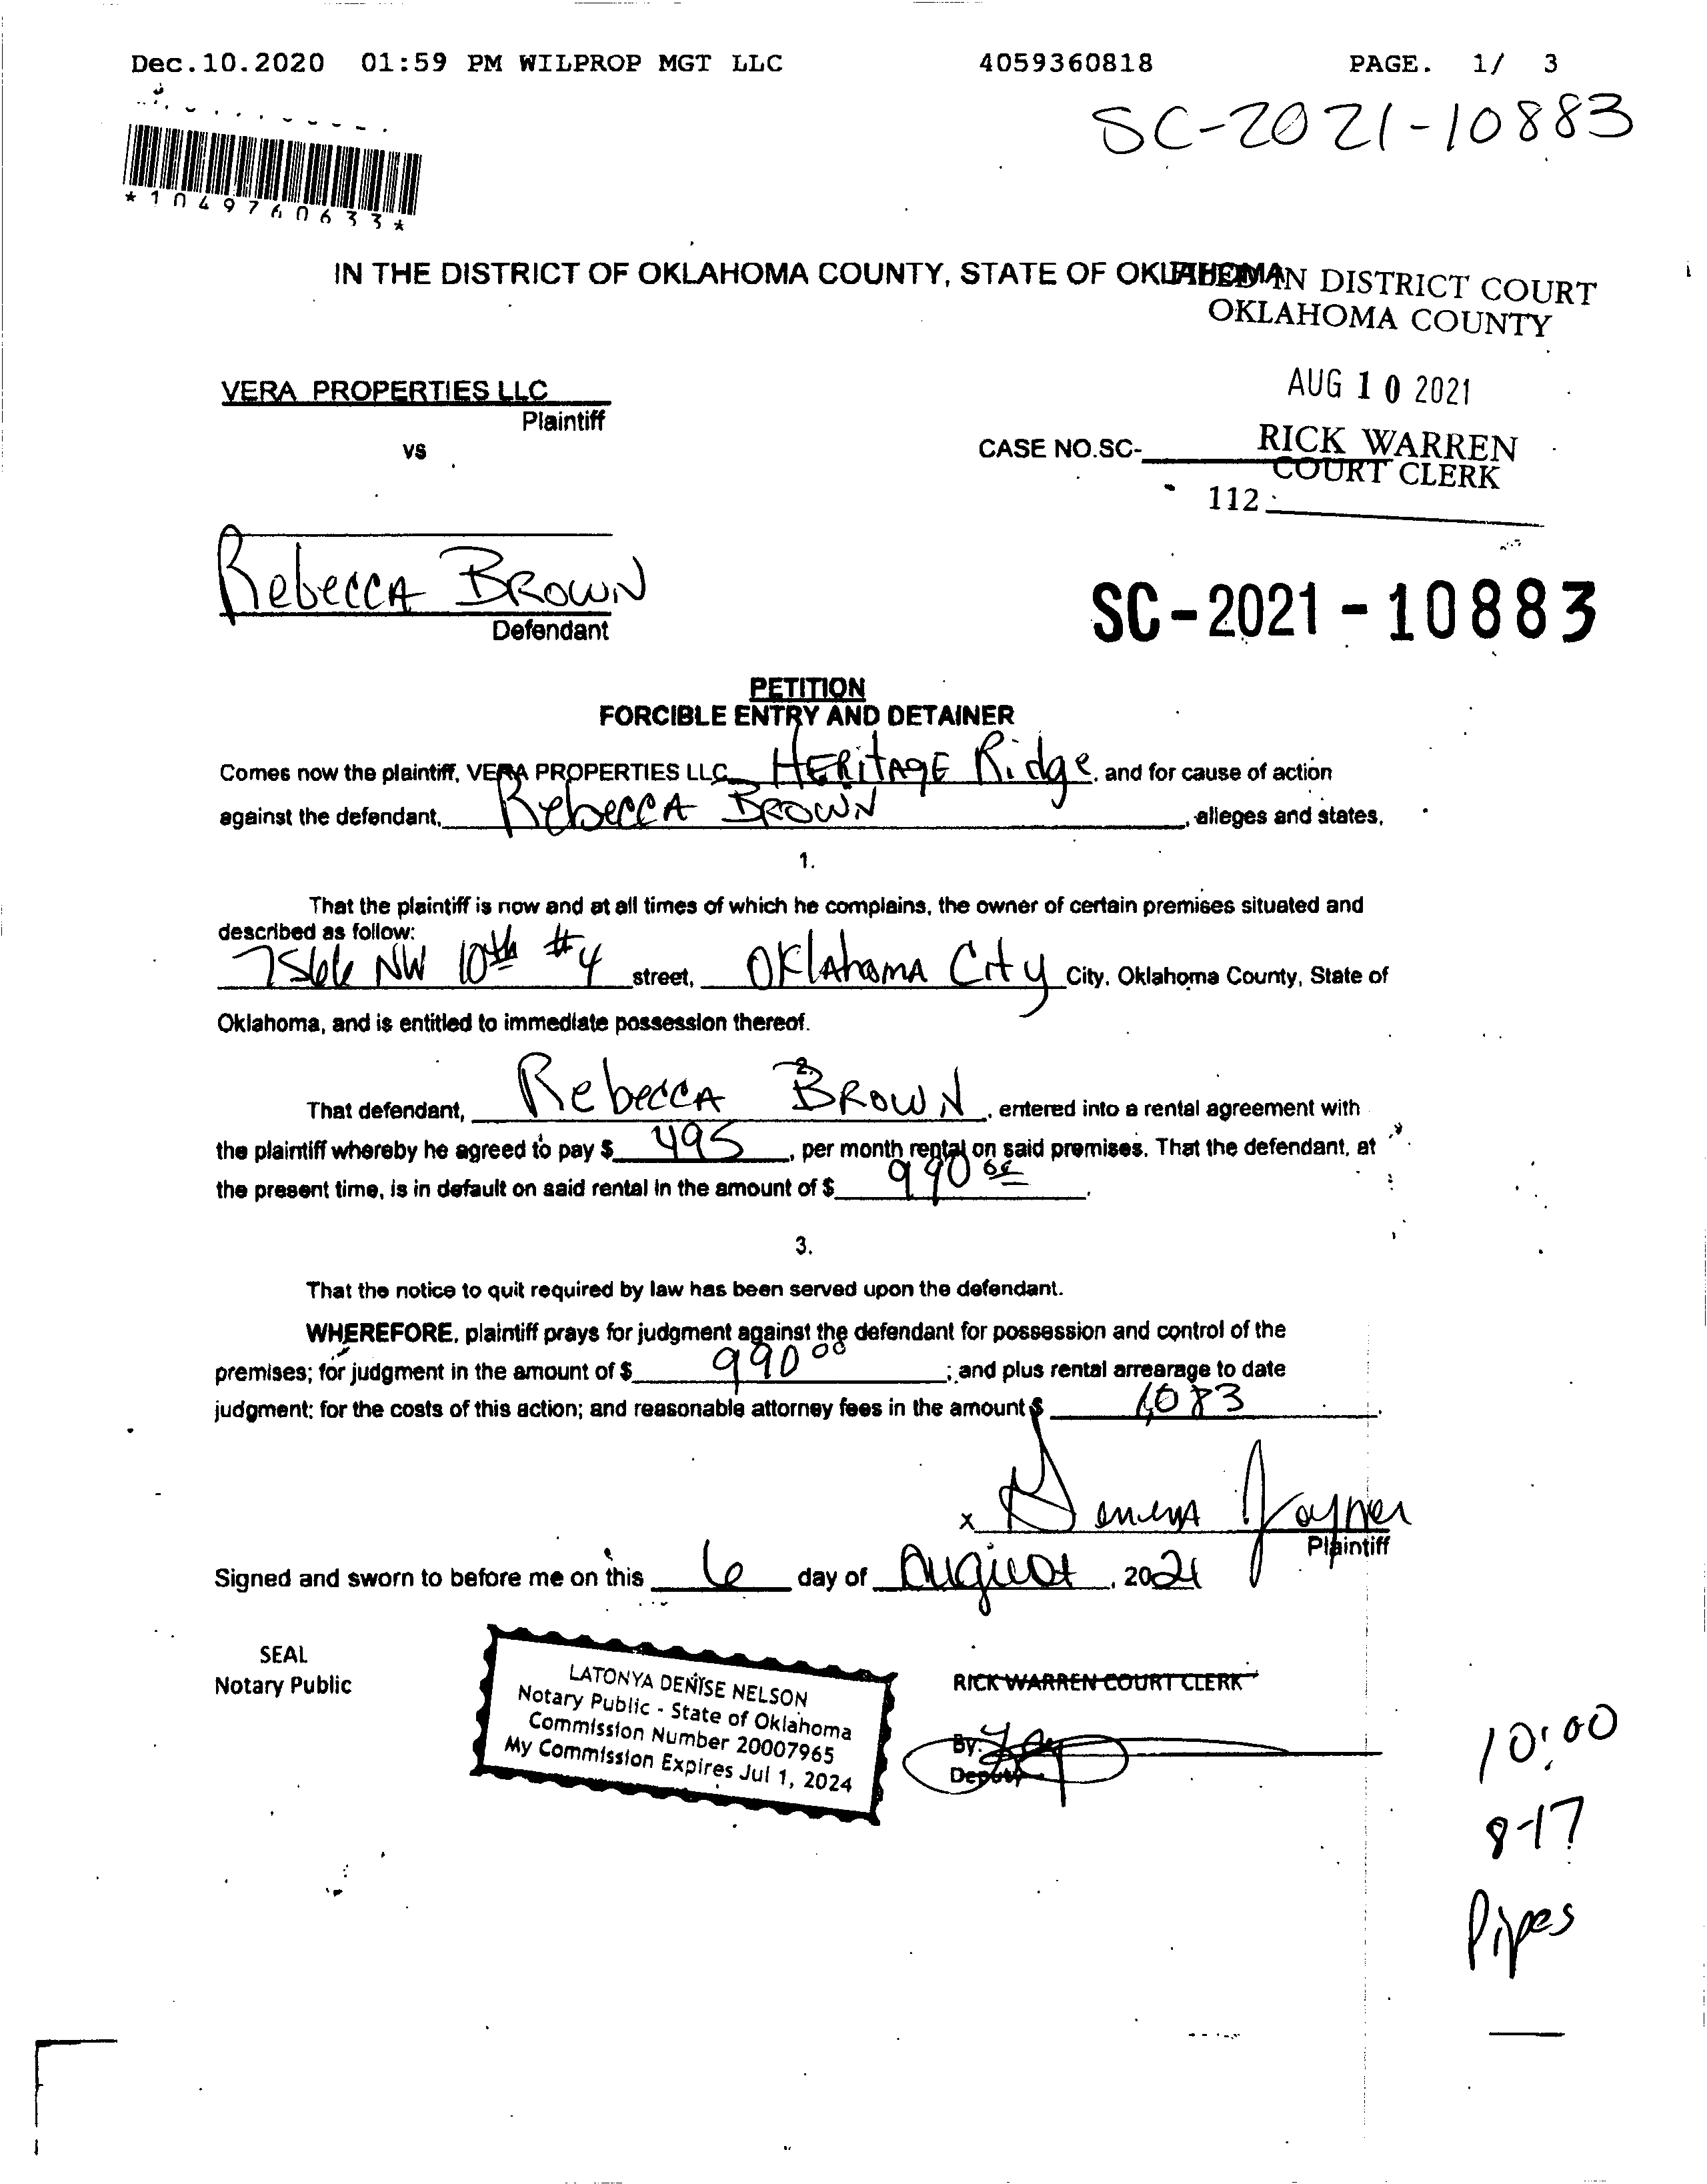 Dec.10.2020 01:59 PM WILPROP MGT LLC 4059360818 PAGE. 1/ 3
SC-2021-10883
*1049760633*
IN THE DISTRICT OF OKLAHOMA COUNTY, STATE OF OKLAHOMA
FILED IN DISTRICT COURT
OKLAHOMA COUNTY
AUG 10 2021
VERA PROPERTIES LLC
Plaintiff
vs
CASE NO.SC-
RICK WARREN
COURT CLERK
112
Rebecca Brown
Defendant
SC-2021-10883
PETITION
FORCIBLE ENTRY AND DETAINER
Comes now the plaintiff, VERA PROPERTIES LLC Heritage Ridge, and for cause of action
against the defendant, Rebecca Brown, alleges and states,
1.
That the plaintiff is now and at all times of which he complains, the owner of certain premises situated and
described as follow:
7566 NW 10th #4 street, Oklahoma City City, Oklahoma County, State of
Oklahoma, and is entitled to immediate possession thereof.
2.
That defendant, Rebecca Brown, entered into a rental agreement with
the plaintiff whereby he agreed to pay $ 495, per month rental on said premises. That the defendant, at
the present time, is in default on said rental in the amount of $ 990 00.
3.
That the notice to quit required by law has been served upon the defendant.
WHEREFORE, plaintiff prays for judgment against the defendant for possession and control of the
premises; for judgment in the amount of $ 990 00; and plus rental arrearage to date
judgment; for the costs of this action; and reasonable attorney fees in the amount $ 1,083.
x
Plaintiff
Signed and sworn to before me on this 6 day of August, 2021
SEAL
Notary Public
LATONYA DENISE NELSON
Notary Public - State of Oklahoma
Commission Number 20007965
My Commission Expires Jul 1, 2024
RICK WARREN COURT CLERK
By:
Deputy
10:00
8-17
Pipes